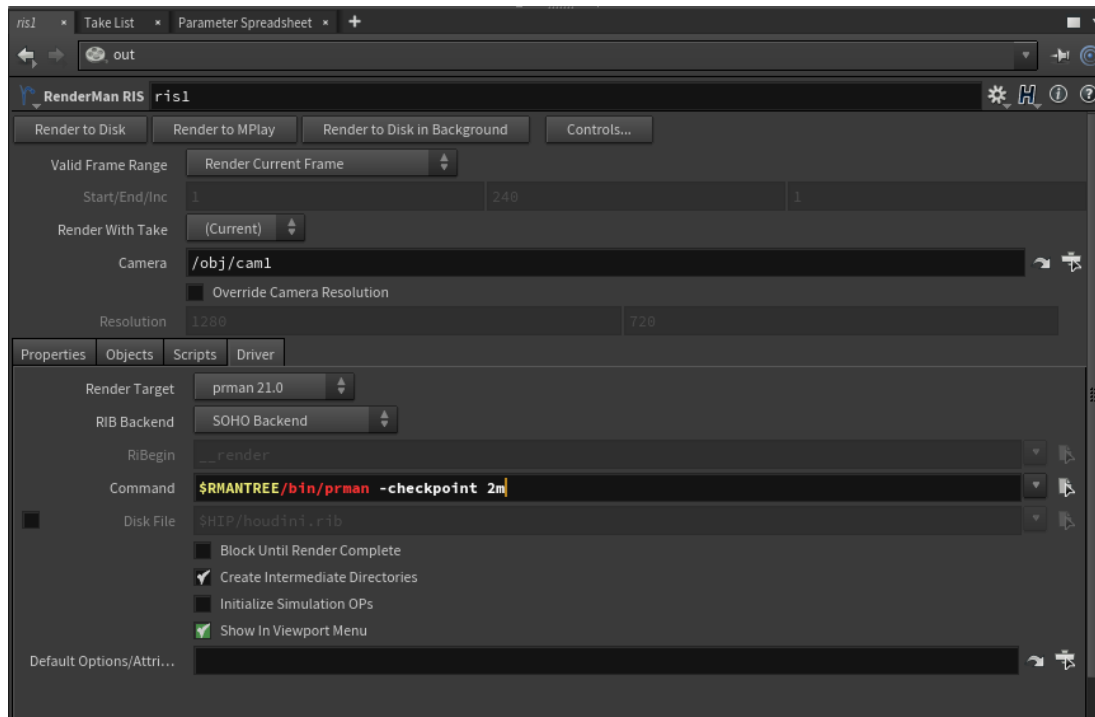 ris1 × Take List × Parameter Spreadsheet × +
out
RenderMan RIS ris1
Render to Disk Render to MPlay Render to Disk in Background Controls...
Valid Frame Range Render Current Frame
Start/End/Inc 1 240 1
Render With Take (Current)
Camera /obj/cam1
Override Camera Resolution
Resolution 1280 720
Properties Objects Scripts Driver
Render Target prman 21.0
RIB Backend SOHO Backend
RiBegin __render
Command $RMANTREE/bin/prman -checkpoint 2m
Disk File $HIP/houdini.rib
Block Until Render Complete
Create Intermediate Directories
Initialize Simulation OPs
Show In Viewport Menu
Default Options/Attri...